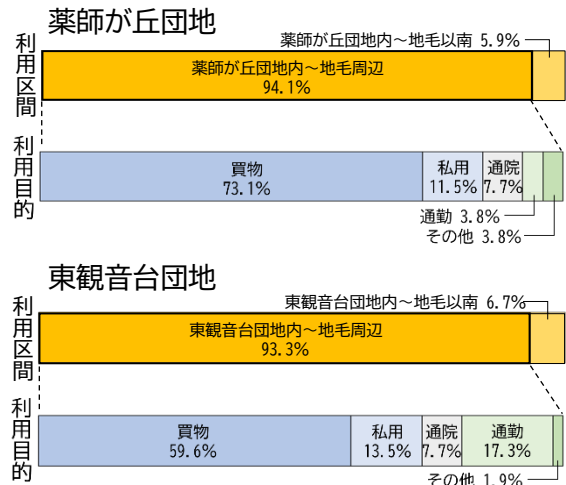 薬師が丘団地
利用区間
薬師が丘団地内～地毛以南 5.9%
薬師が丘団地内～地毛周辺
94.1%
利用目的
買物
73.1%
私用
11.5%
通院
7.7%
通勤 3.8%
その他 3.8%
東観音台団地
利用区間
東観音台団地内～地毛以南 6.7%
東観音台団地内～地毛周辺
93.3%
利用目的
買物
59.6%
私用
13.5%
通院
7.7%
通勤
17.3%
その他 1.9%